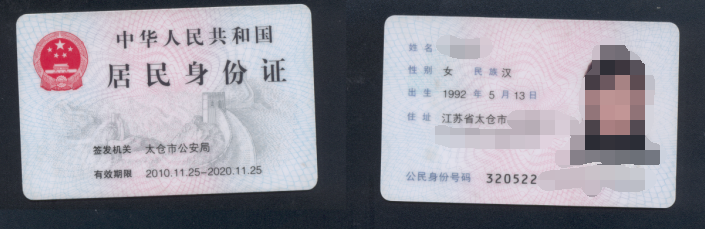 中华人民共和国
居民身份证
签发机关 太仓市公安局
有效期限 2010.11.25-2020.11.25
姓名
性别 女 民族 汉
出生 1992 年 5 月 13 日
住址 江苏省太仓市
公民身份号码 320522